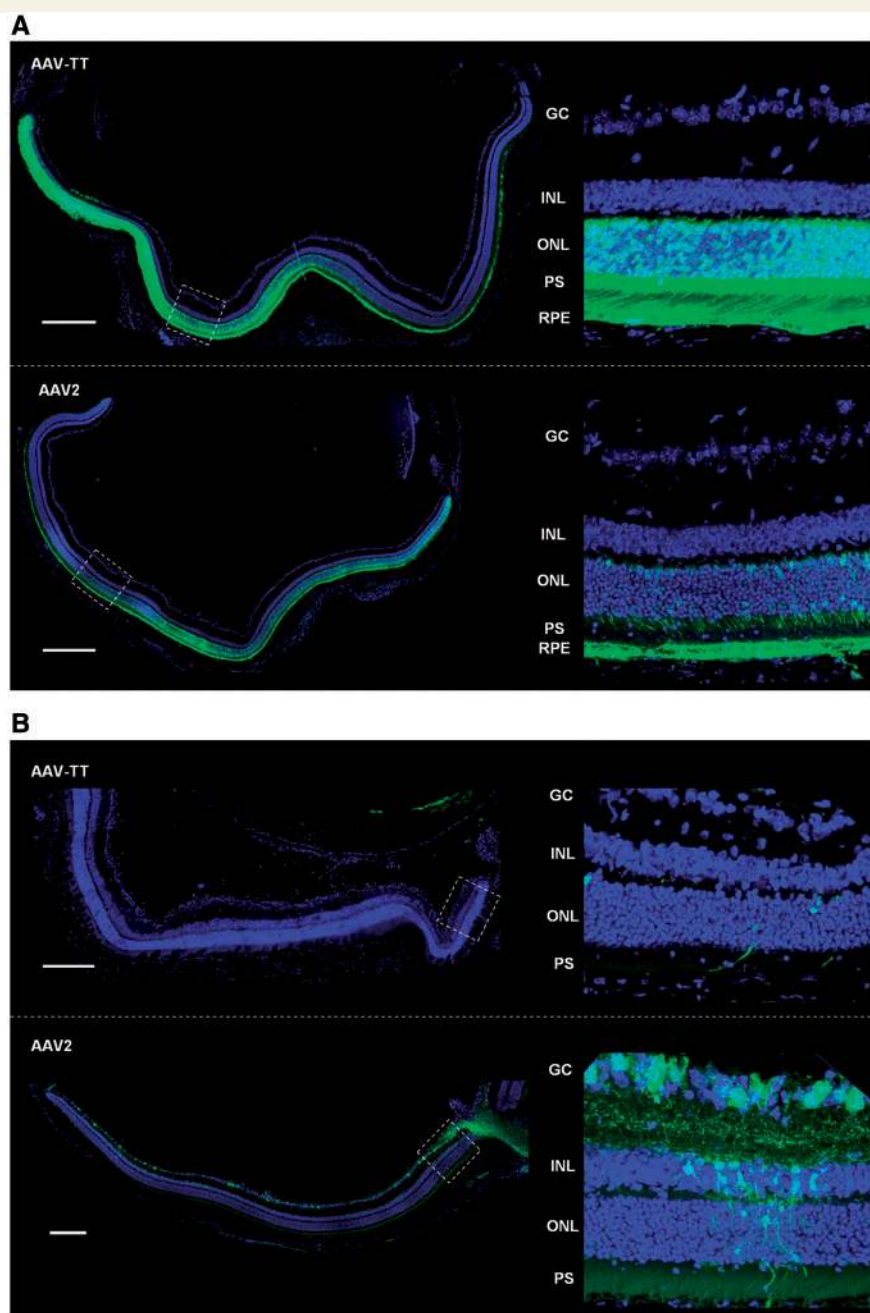 A
AAV-TT
GC
INL
ONL
PS
RPE
AAV2
GC
INL
ONL
PS
RPE
B
AAV-TT
GC
INL
ONL
PS
AAV2
GC
INL
ONL
PS